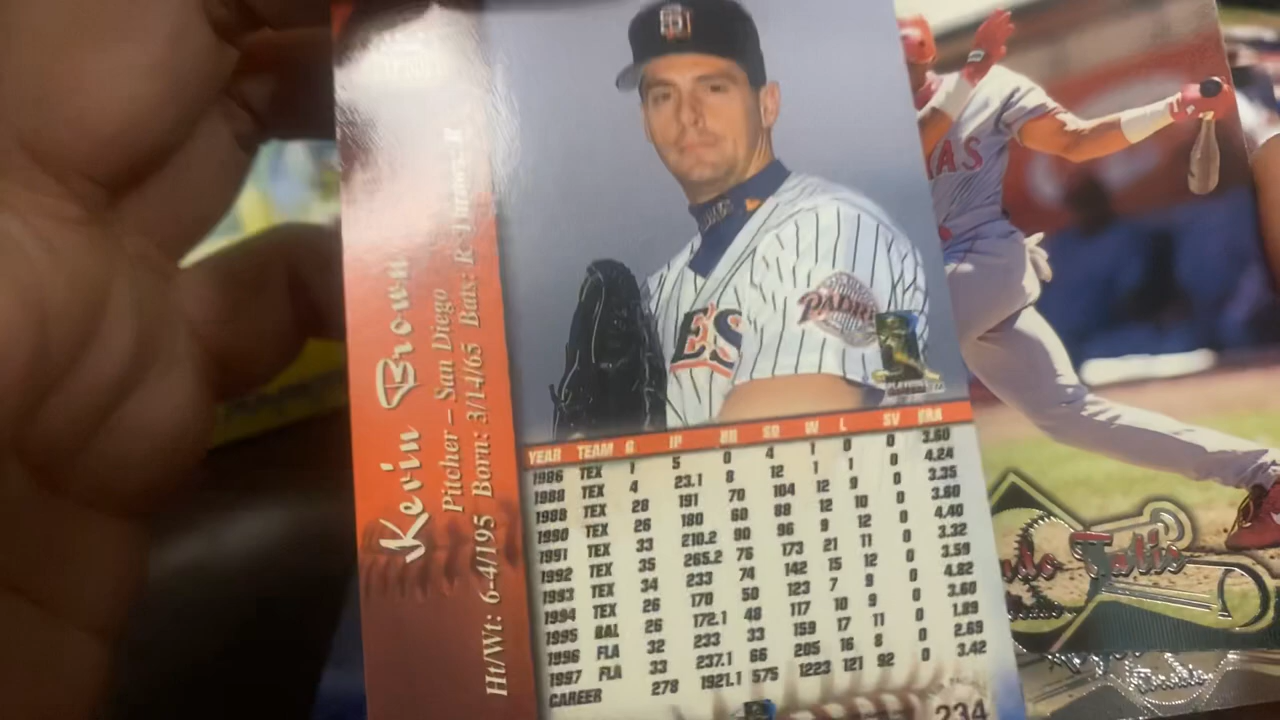 Kevin Brown
Pitcher – San Diego
Ht/Wt: 6-4/195 Born: 3/14/65 Bats: R Throws: R
SD
PADRES
ES
YEAR TEAM G IP BB SO W L SV ERA
1986 TEX 1 5 0 4 1 0 0 3.60
1988 TEX 4 23.1 8 12 1 1 0 4.24
1988 TEX 28 191 70 104 12 9 0 3.35
1990 TEX 26 180 60 88 12 10 0 3.60
1991 TEX 33 210.2 90 96 9 12 0 4.40
1992 TEX 35 265.2 76 173 21 11 0 3.32
1993 TEX 34 233 74 142 15 12 0 3.59
1994 TEX 26 170 50 123 7 9 0 4.82
1995 BAL 26 172.1 48 117 10 9 0 3.60
1996 FLA 32 233 33 159 17 11 0 1.89
1997 FLA 33 237.1 66 205 16 8 0 2.69
CAREER 278 1921.1 575 1223 121 92 0 3.42
234
XAS
Tatis